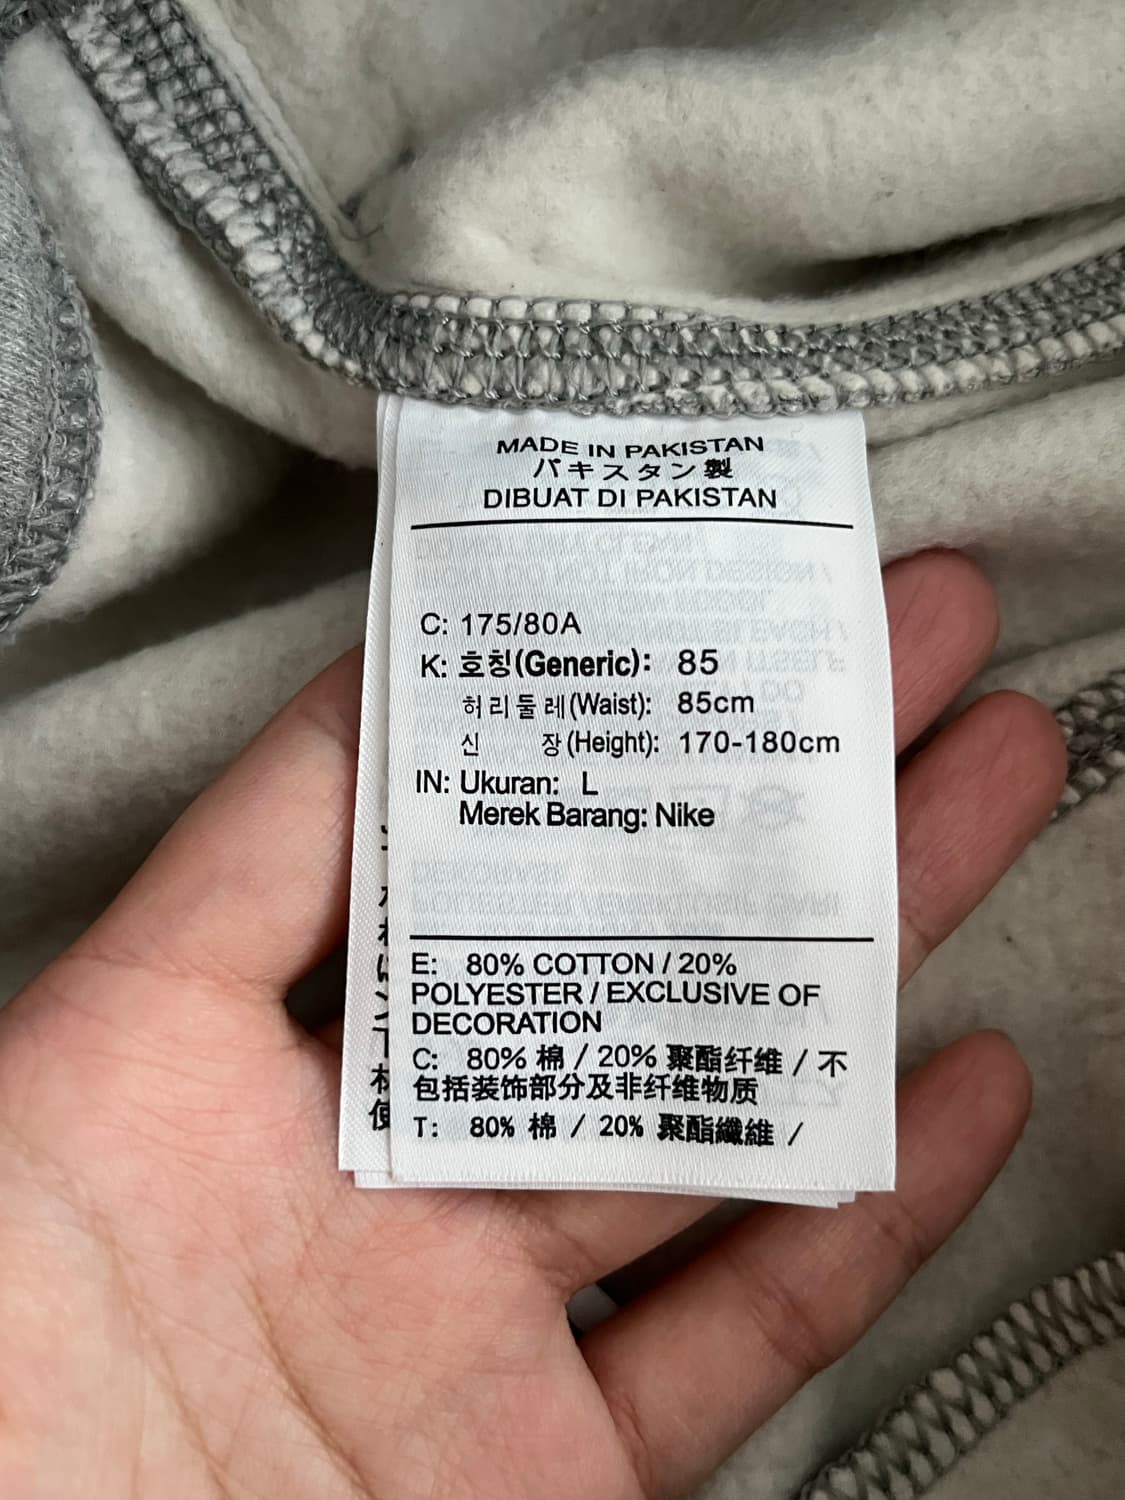 MADE IN PAKISTAN
パキスタン製
DIBUAT DI PAKISTAN
C: 175/80A
K: 호칭(Generic): 85
허리둘레(Waist): 85cm
신 장(Height): 170-180cm
IN: Ukuran: L
Merek Barang: Nike
E: 80% COTTON / 20%
POLYESTER / EXCLUSIVE OF
DECORATION
C: 80% 棉 / 20% 聚酯纤维 / 不
包括装饰部分及非纤维物质
T: 80% 棉 / 20% 聚酯纖維 /